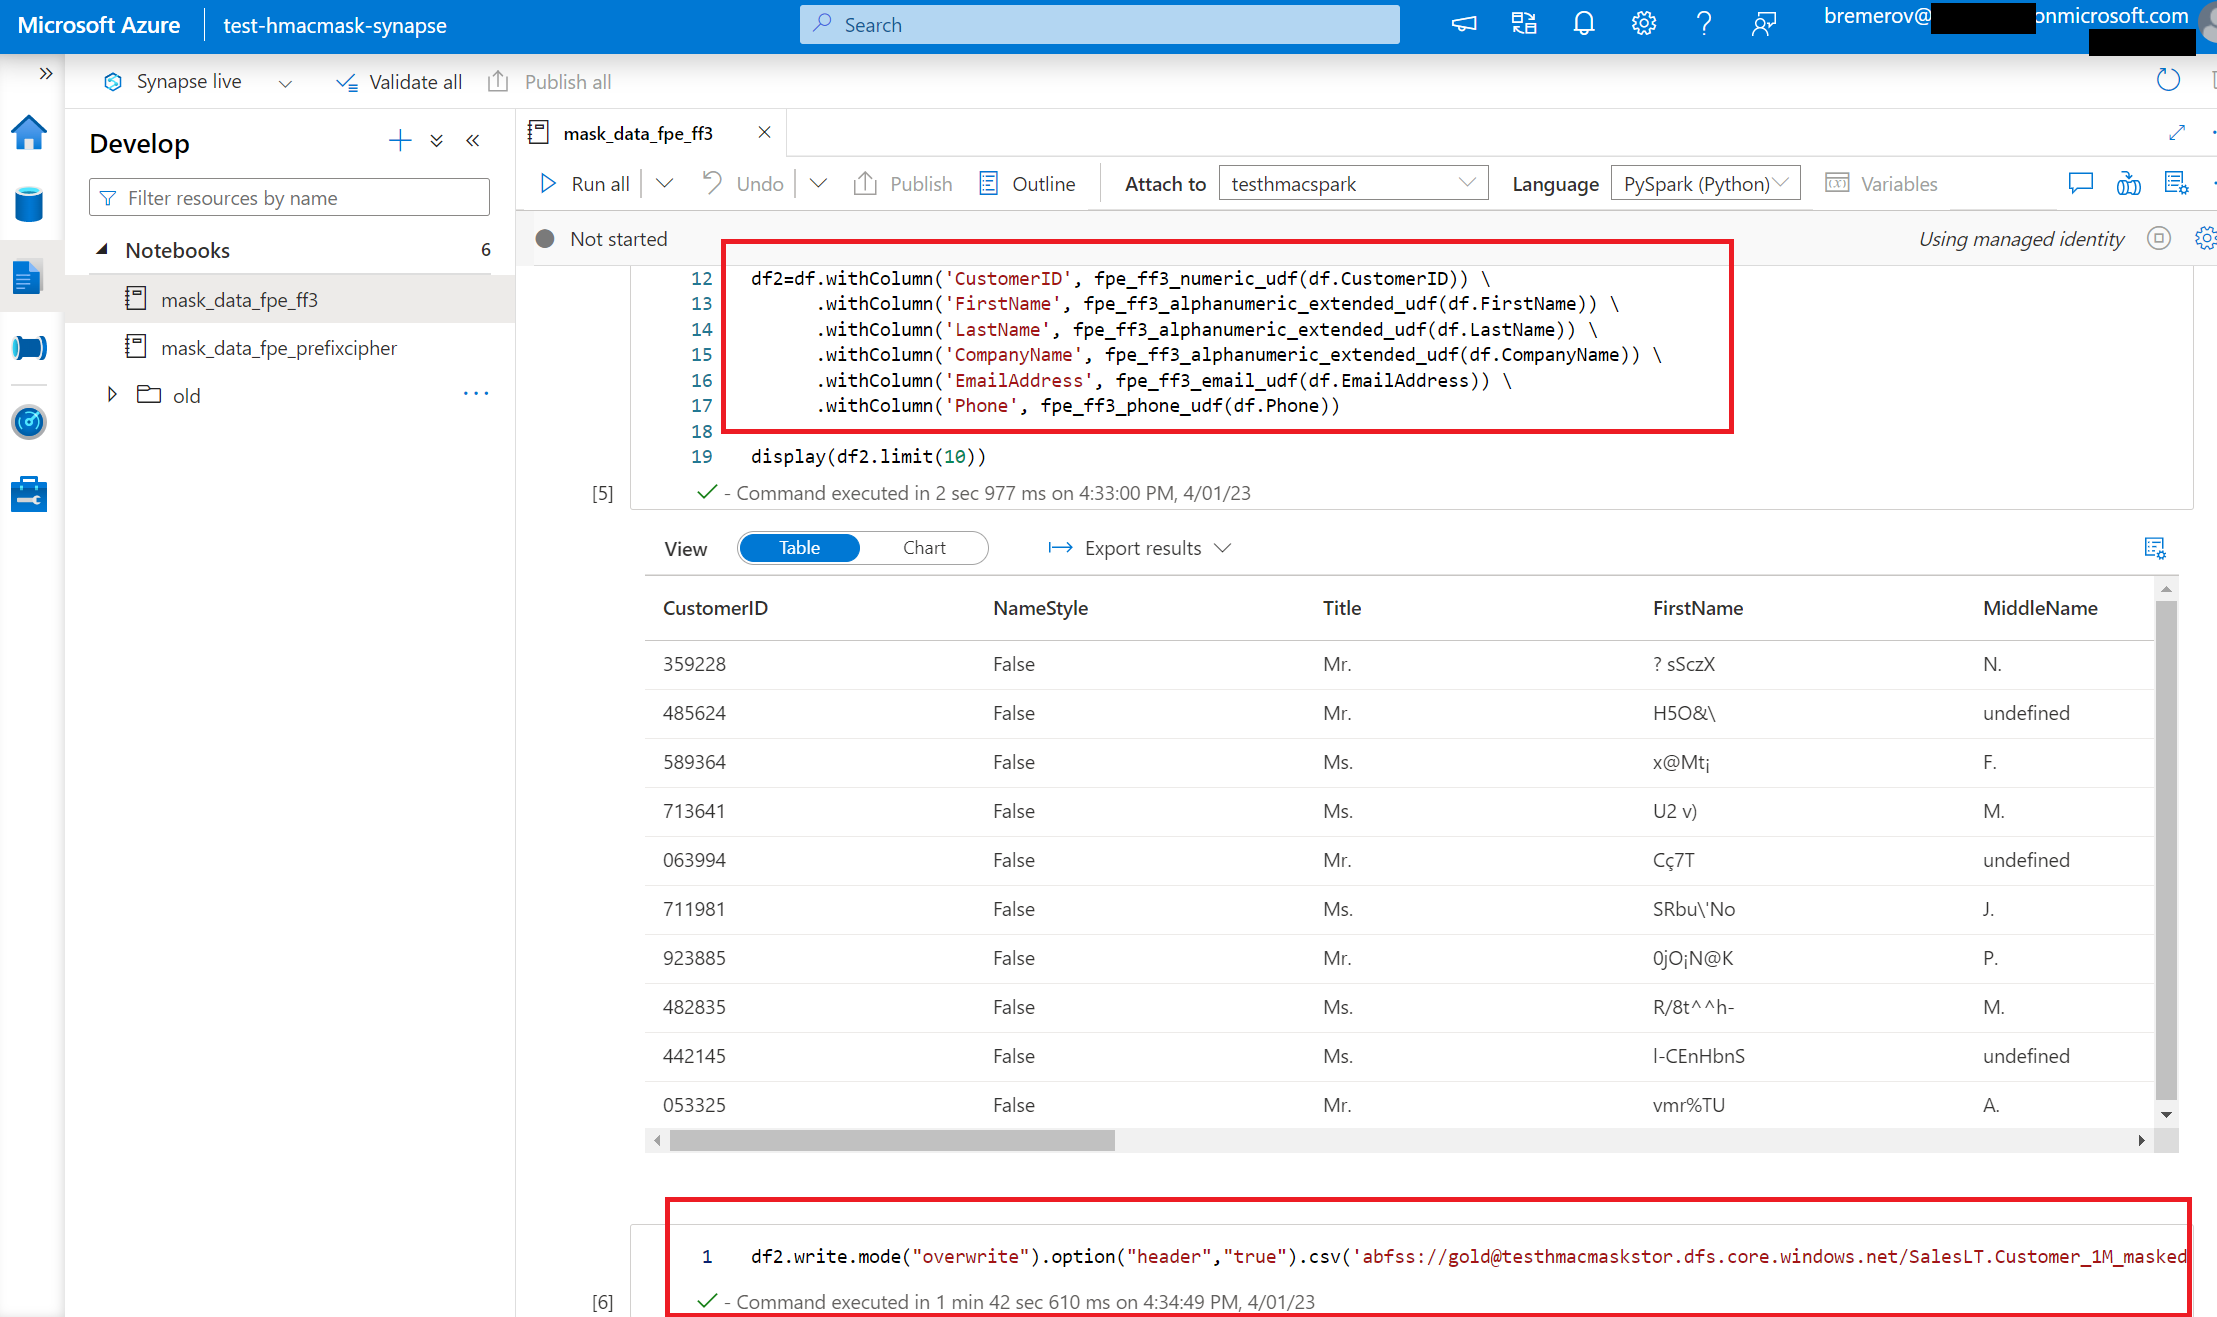 Microsoft Azure
test-hmacmask-synapse
Search
bremerov@
onmicrosoft.com
Synapse live
Validate all
Publish all
Develop
Filter resources by name
Notebooks
6
mask_data_fpe_ff3
mask_data_fpe_prefixcipher
old
mask_data_fpe_ff3
Run all
Undo
Publish
Outline
Attach to
testhmacspark
Language
PySpark (Python)
Variables
Not started
Using managed identity
12 df2=df.withColumn('CustomerID', fpe_ff3_numeric_udf(df.CustomerID)) \
13 .withColumn('FirstName', fpe_ff3_alphanumeric_extended_udf(df.FirstName)) \
14 .withColumn('LastName', fpe_ff3_alphanumeric_extended_udf(df.LastName)) \
15 .withColumn('CompanyName', fpe_ff3_alphanumeric_extended_udf(df.CompanyName)) \
16 .withColumn('EmailAddress', fpe_ff3_email_udf(df.EmailAddress)) \
17 .withColumn('Phone', fpe_ff3_phone_udf(df.Phone))
18
19 display(df2.limit(10))
[5] - Command executed in 2 sec 977 ms on 4:33:00 PM, 4/01/23
View
Table
Chart
Export results
CustomerID NameStyle Title FirstName MiddleName
359228 False Mr. ? sSczX N.
485624 False Mr. H5O&\ undefined
589364 False Ms. x@Mt¡ F.
713641 False Ms. U2 v) M.
063994 False Mr. Cç7T undefined
711981 False Ms. SRbu\'No J.
923885 False Mr. 0jO¡N@K P.
482835 False Ms. R/8t^^h- M.
442145 False Ms. l-CEnHbnS undefined
053325 False Mr. vmr%TU A.
1 df2.write.mode("overwrite").option("header","true").csv('abfss://gold@testhmacmaskstor.dfs.core.windows.net/SalesLT.Customer_1M_masked
[6] - Command executed in 1 min 42 sec 610 ms on 4:34:49 PM, 4/01/23